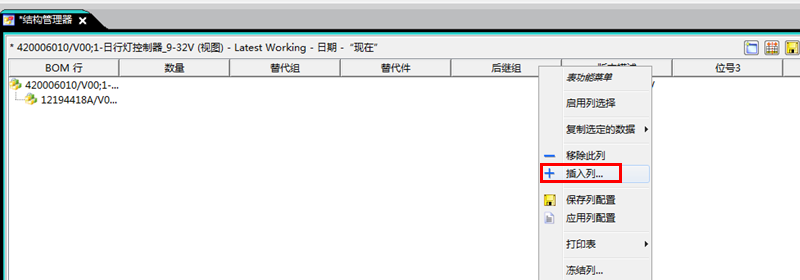 *结构管理器
* 420006010/V00;1-日行灯控制器_9-32V (视图) - Latest Working - 日期 - "现在"
BOM 行 数量 替代组 替代件 后继组 版本描述 位号3
420006010/V00;1-...
12194418A/V0...
表功能菜单
启用列选择
复制选定的数据
移除此列
插入列...
保存列配置
应用列配置
打印表
冻结列...